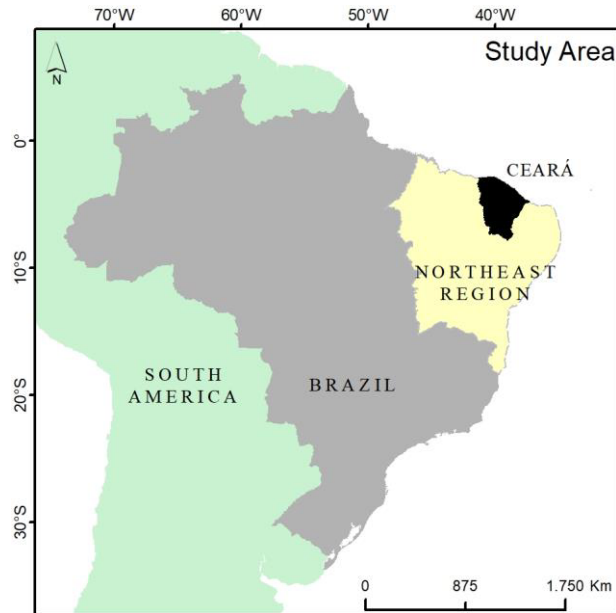 70°W 60°W 50°W 40°W
Study Area
N
0°
CEARÁ
10°S
NORTHEAST
REGION
SOUTH
AMERICA
BRAZIL
20°S
30°S
0 875 1.750 Km